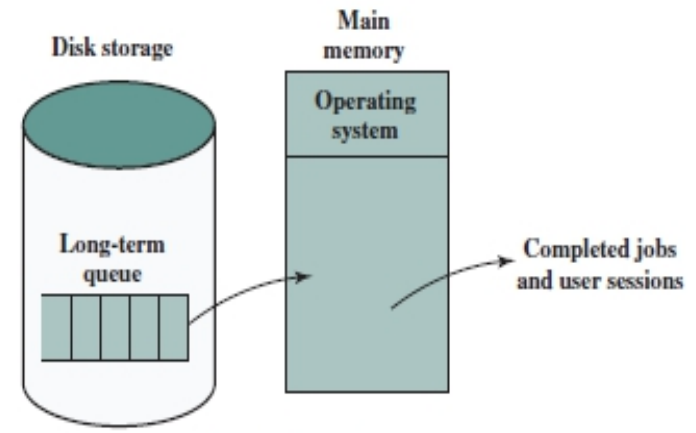 Disk storage
Main
memory
Operating
system
Long-term
queue
Completed jobs
and user sessions